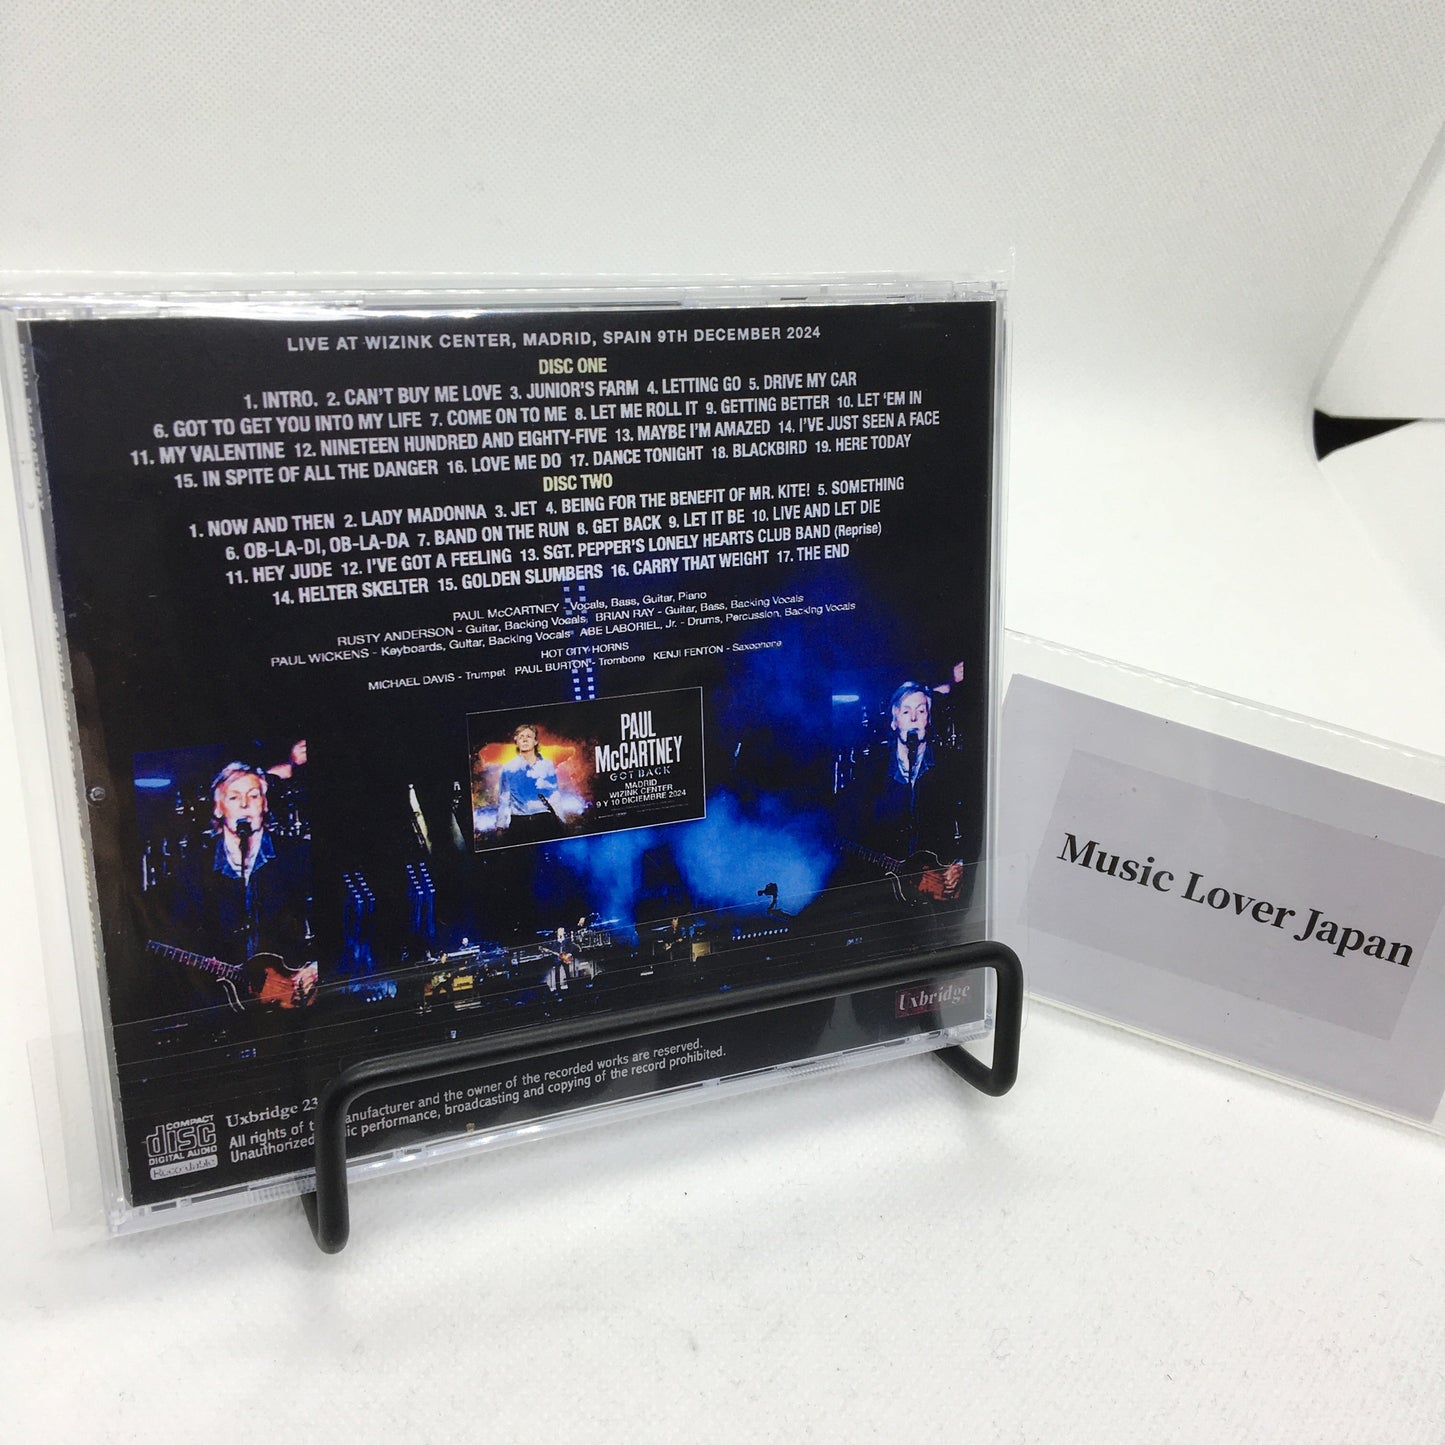 LIVE AT WIZINK CENTER, MADRID, SPAIN 9TH DECEMBER 2024
DISC ONE
1. INTRO. 2. CAN'T BUY ME LOVE 3. JUNIOR'S FARM 4. LETTING GO 5. DRIVE MY CAR
6. GOT TO GET YOU INTO MY LIFE 7. COME ON TO ME 8. LET ME ROLL IT 9. GETTING BETTER 10. LET 'EM IN
11. MY VALENTINE 12. NINETEEN HUNDRED AND EIGHTY-FIVE 13. MAYBE I'M AMAZED 14. I'VE JUST SEEN A FACE
15. IN SPITE OF ALL THE DANGER 16. LOVE ME DO 17. DANCE TONIGHT 18. BLACKBIRD 19. HERE TODAY
DISC TWO
1. NOW AND THEN 2. LADY MADONNA 3. JET 4. BEING FOR THE BENEFIT OF MR. KITE! 5. SOMETHING
6. OB-LA-DI, OB-LA-DA 7. BAND ON THE RUN 8. GET BACK 9. LET IT BE 10. LIVE AND LET DIE
11. HEY JUDE 12. I'VE GOT A FEELING 13. SGT. PEPPER'S LONELY HEARTS CLUB BAND (Reprise)
14. HELTER SKELTER 15. GOLDEN SLUMBERS 16. CARRY THAT WEIGHT 17. THE END
PAUL McCARTNEY - Vocals, Bass, Guitar, Piano
RUSTY ANDERSON - Guitar, Backing Vocals BRIAN RAY - Guitar, Bass, Backing Vocals
PAUL WICKENS - Keyboards, Guitar, Backing Vocals ABE LABORIEL, Jr. - Drums, Percussion, Backing Vocals
HOT CITY HORNS
MICHAEL DAVIS - Trumpet PAUL BURTON - Trombone KENJI FENTON - Saxophone
PAUL
McCARTNEY
GOT BACK
MADRID
WIZINK CENTER
9 Y 10 DICIEMBRE 2024
Uxbridge
COMPACT
disc
DIGITAL AUDIO
Recordable
Uxbridge 23
All rights of t anufacturer and the owner of the recorded works are reserved.
Unauthorized ic performance, broadcasting and copying of the record prohibited.
Music Lover Japan